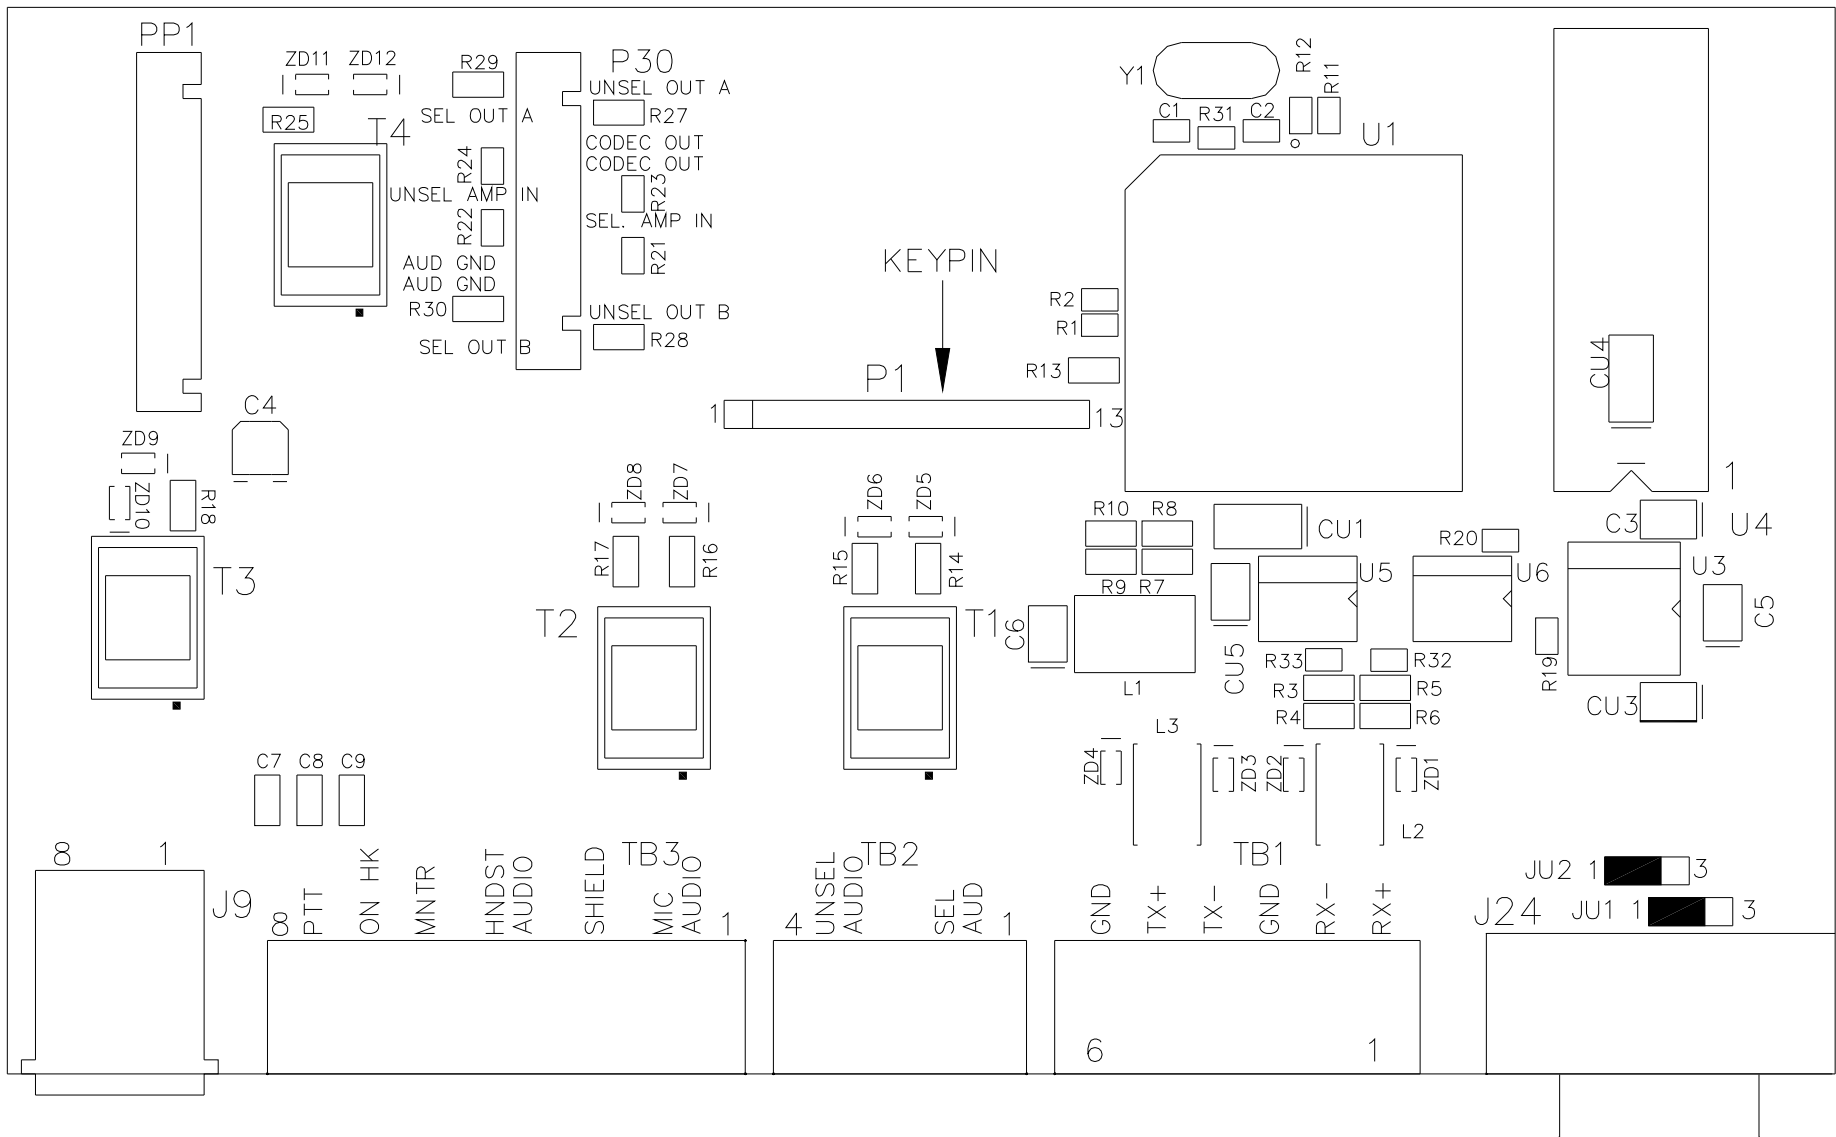 PP1
ZD11
ZD12
R29
P30
UNSEL OUT A
R27
SEL OUT A
R25
T4
CODEC OUT
CODEC OUT
R24
R23
UNSEL AMP IN
SEL. AMP IN
R22
R21
AUD GND
AUD GND
R30
UNSEL OUT B
R28
SEL OUT B
Y1
R12
R11
C1
R31
C2
U1
KEYPIN
R2
R1
R13
P1
1
13
CU4
1
C4
ZD9
ZD10
R18
T3
ZD8
ZD7
R17
R16
T2
ZD6
ZD5
R15
R14
T1
R10
R8
R9
R7
CU1
C3
U4
R20
U5
U6
U3
C6
L1
CU5
C5
R33
R32
R19
R3
R5
R4
R6
CU3
L3
ZD4
ZD3
ZD2
ZD1
L2
C7
C8
C9
8
1
J9
TB3
8
PTT
ON HK
MNTR
HNDST
AUDIO
SHIELD
MIC
AUDIO
1
TB2
4
UNSEL
AUDIO
SEL
AUD
1
TB1
GND
TX+
TX-
GND
RX-
RX+
6
1
JU2 1
3
J24
JU1 1
3